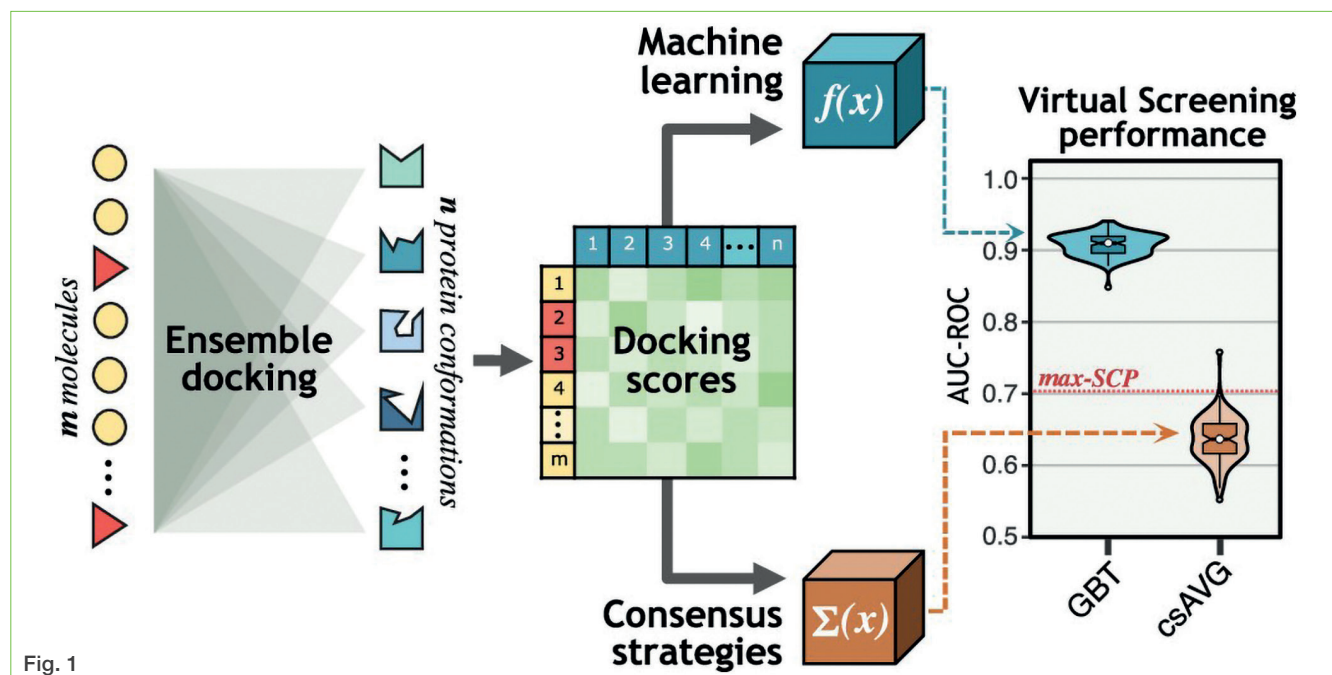 Machine
learning
f(x)
Virtual Screening
performance
m molecules
Ensemble
docking
n protein conformations
1 2 3 4 ... n
1
2
3
4
...
m
Docking
scores
AUC-ROC
1.0
0.9
0.8
0.7
0.6
0.5
max-SCP
GBT
csAVG
Consensus
strategies
Σ(x)
Fig. 1